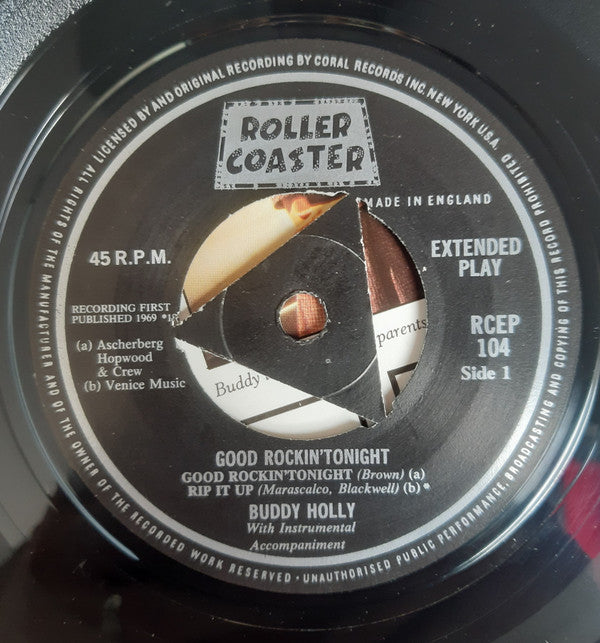 ALL RIGHTS OF THE MANUFACTURER AND OF THE OWNER OF THE RECORDED WORK RESERVED · UNAUTHORISED PUBLIC PERFORMANCE, BROADCASTING AND COPYING OF THIS RECORD PROHIBITED
LICENSED BY AND ORIGINAL RECORDING BY CORAL RECORDS INC. NEW YORK U.S.A.
ROLLER
COASTER
MADE IN ENGLAND
45 R.P.M.
EXTENDED
PLAY
RECORDING FIRST
PUBLISHED 1969
RCEP
104
Side 1
(a) Ascherberg
Hopwood
& Crew
(b) Venice Music
parents
Buddy
GOOD ROCKIN'TONIGHT
GOOD ROCKIN'TONIGHT (Brown) (a)
RIP IT UP (Marascalco, Blackwell) (b)*
BUDDY HOLLY
With Instrumental
Accompaniment